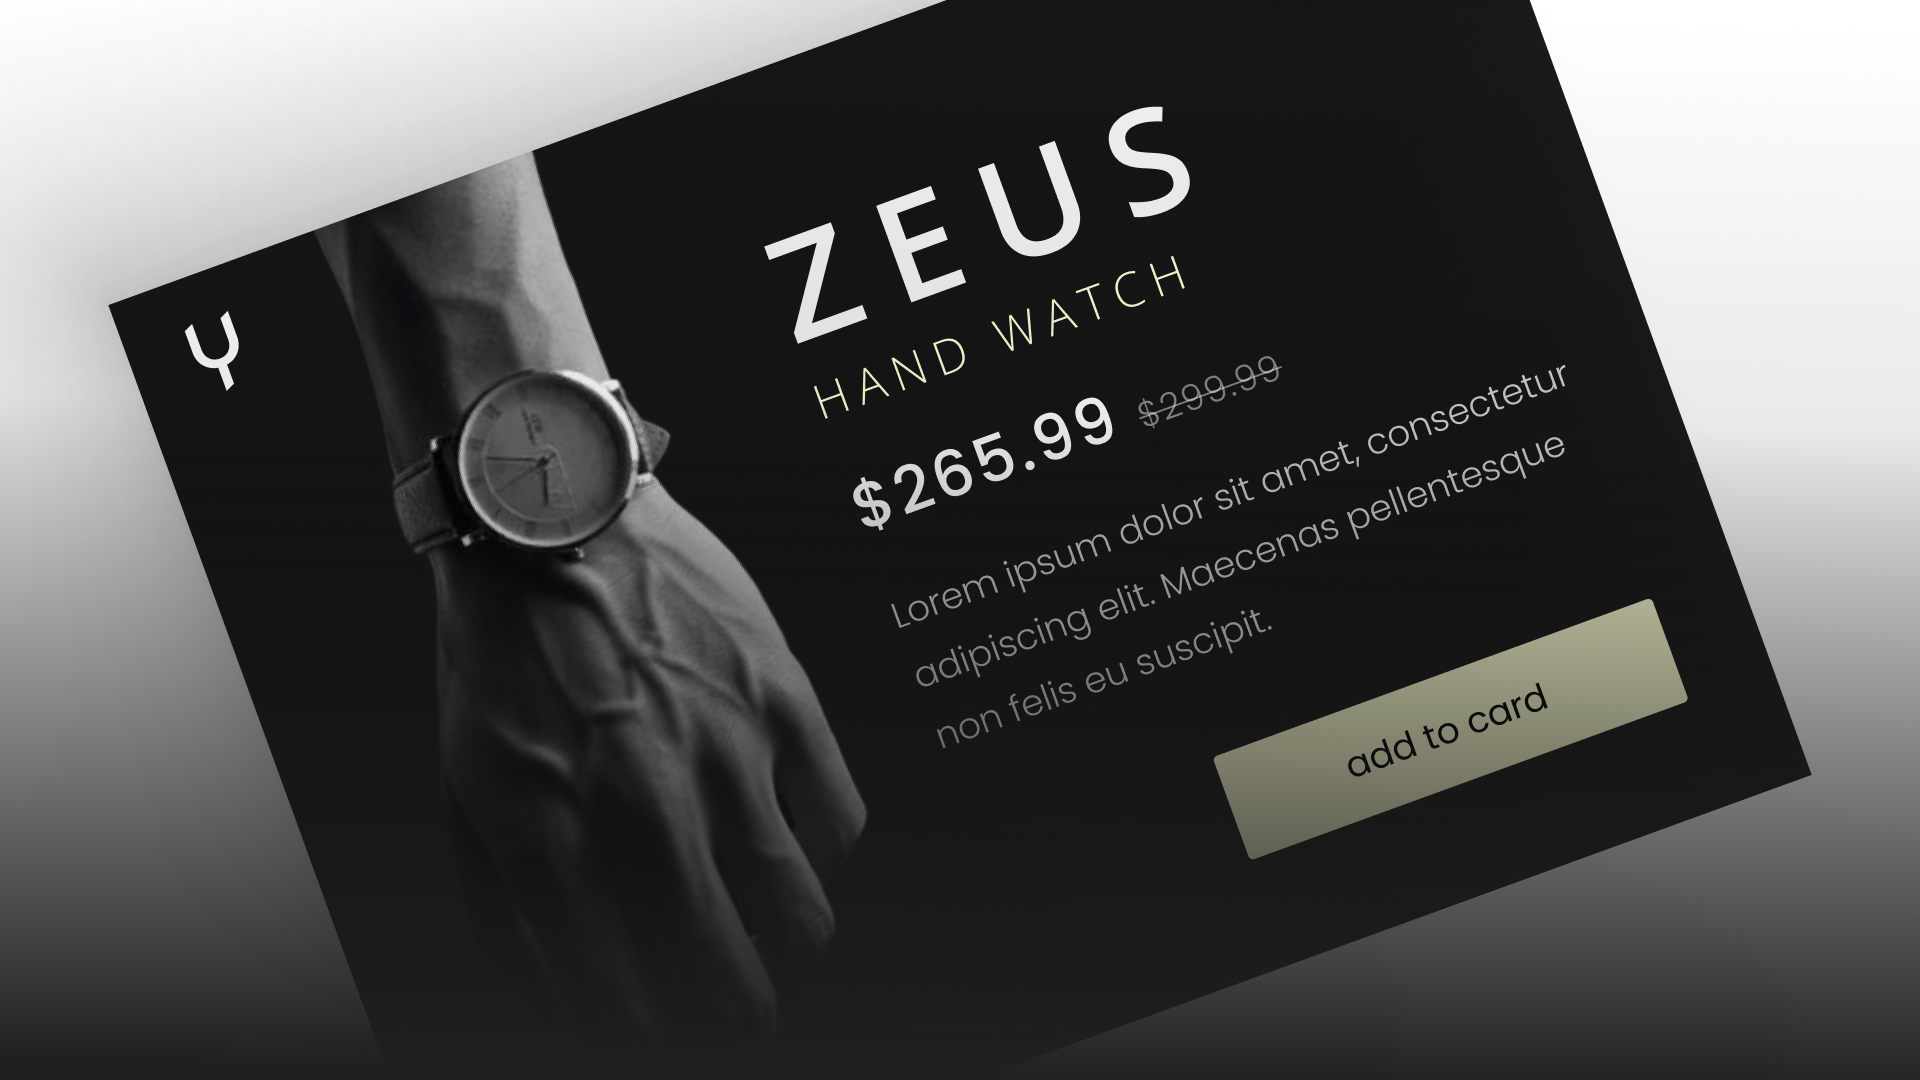 ZEUS
HAND WATCH
$265.99 $299.99
Lorem ipsum dolor sit amet, consectetur
adipiscing elit. Maecenas pellentesque
non felis eu suscipit.
add to card